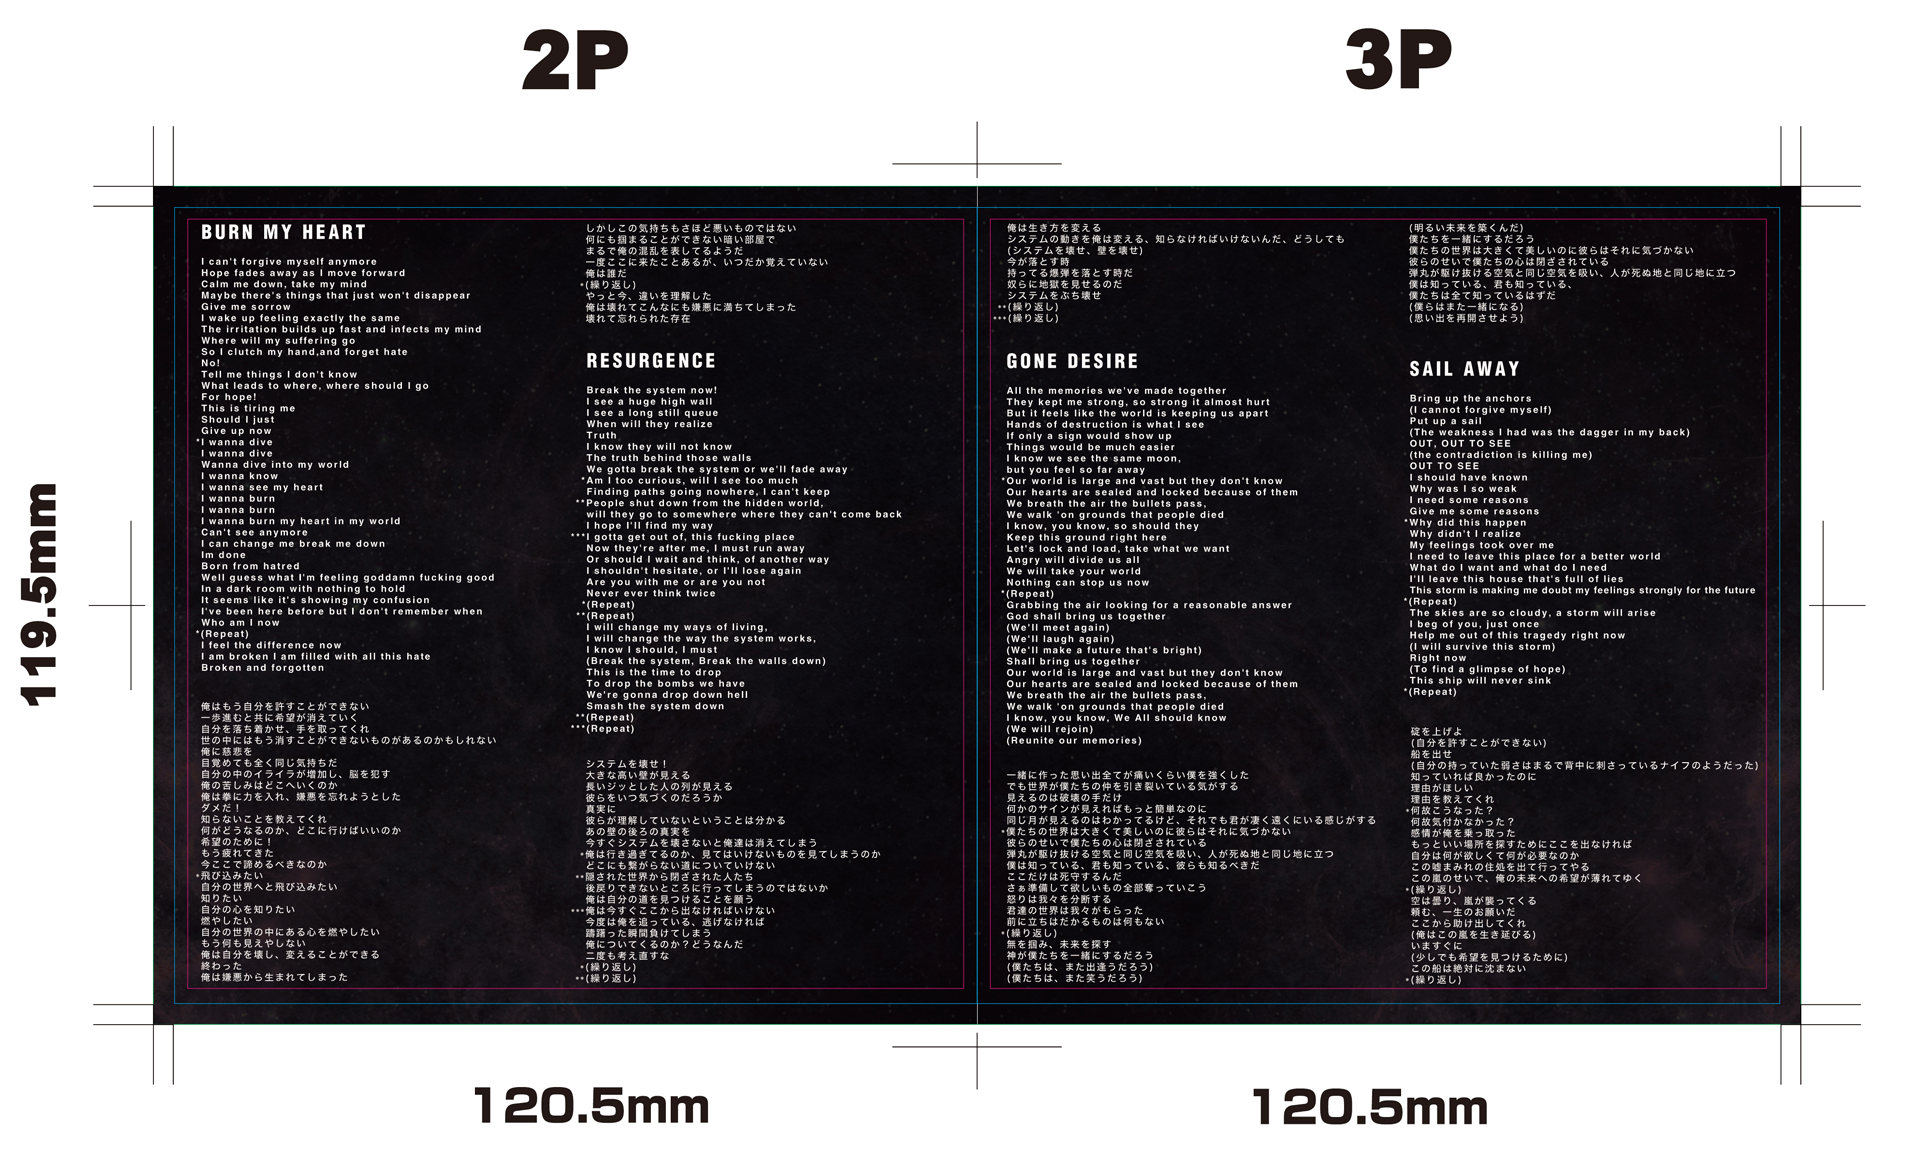 2P
3P
119.5mm
BURN MY HEART
I can't forgive myself anymore
Hope fades away as I move forward
Calm me down, take my mind
Maybe there's things that just won't disappear
Give me sorrow
I wake up feeling exactly the same
The irritation builds up fast and infects my mind
Where will my suffering go
So I clutch my hand,and forget hate
No!
Tell me things I don't know
What leads to where, where should I go
For hope!
This is tiring me
Should I just
Give up now
*I wanna dive
I wanna dive
Wanna dive into my world
I wanna know
I wanna see my heart
I wanna burn
I wanna burn
I wanna burn my heart in my world
Can't see anymore
I can change me break me down
Im done
Born from hatred
Well guess what I'm feeling goddamn fucking good
In a dark room with nothing to hold
It seems like it's showing my confusion
I've been here before but I don't remember when
Who am I now
*(Repeat)
I feel the difference now
I am broken I am filled with all this hate
Broken and forgotten
俺はもう自分を許すことができない
一歩進むと共に希望が消えていく
自分を落ち着かせ、手を取ってくれ
世の中にはもう消すことができないものがあるのかもしれない
俺に慈悲を
目覚めても全く同じ気持ちだ
自分の中のイライラが増加し、脳を犯す
俺の苦しみはどこへいくのか
俺は拳に力を入れ、嫌悪を忘れようとした
ダメだ！
知らないことを教えてくれ
何がどうなるのか、どこに行けばいいのか
希望のために！
もう疲れてきた
今ここで諦めるべきなのか
*飛び込みたい
自分の世界へと飛び込みたい
知りたい
自分の心を知りたい
燃やしたい
自分の世界の中にある心を燃やしたい
もう何も見えやしない
俺は自分を壊し、変えることができる
終わった
俺は嫌悪から生まれてしまった
しかしこの気持ちもさほど悪いものではない
何にも掴まることができない暗い部屋で
まるで俺の混乱を表してるようだ
一度ここに来たことあるが、いつだか覚えていない
俺は誰だ
*(繰り返し)
やっと今、違いを理解した
俺は壊れてこんなにも嫌悪に満ちてしまった
壊れて忘れられた存在
RESURGENCE
Break the system now!
I see a huge high wall
I see a long still queue
When will they realize
Truth
I know they will not know
The truth behind those walls
We gotta break the system or we'll fade away
*Am I too curious, will I see too much
Finding paths going nowhere, I can't keep
**People shut down from the hidden world,
will they go to somewhere where they can't come back
I hope I'll find my way
***I gotta get out of, this fucking place
Now they're after me, I must run away
Or should I wait and think, of another way
I shouldn't hesitate, or I'll lose again
Are you with me or are you not
Never ever think twice
*(Repeat)
**(Repeat)
I will change my ways of living,
I will change the way the system works,
I know I should, I must
(Break the system, Break the walls down)
This is the time to drop
To drop the bombs we have
We're gonna drop down hell
Smash the system down
**(Repeat)
***(Repeat)
システムを壊せ！
大きな高い壁が見える
長いジッとした人の列が見える
彼らをいつ気づくのだろうか
真実に
彼らが理解していないということは分かる
あの壁の後ろの真実を
今すぐシステムを壊さないと俺達は消えてしまう
*俺は行き過ぎてるのか、見てはいけないものを見てしまうのか
どこにも繋がらない道についていけない
**隠された世界から閉ざされた人たち
後戻りできないところに行ってしまうのではないか
俺は自分の道を見つけることを願う
***俺は今すぐここから出なければいけない
今度は俺を追っている、逃げなければ
躊躇った瞬間負けてしまう
俺についてくるのか？どうなんだ
二度も考え直すな
*(繰り返し)
**(繰り返し)
俺は生き方を変える
システムの動きを俺は変える、知らなければいけないんだ、どうしても
(システムを壊せ、壁を壊せ)
今が落とす時
持ってる爆弾を落とす時だ
奴らに地獄を見せるのだ
システムをぶち壊せ
**(繰り返し)
***(繰り返し)
GONE DESIRE
All the memories we've made together
They kept me strong, so strong it almost hurt
But it feels like the world is keeping us apart
Hands of destruction is what I see
If only a sign would show up
Things would be much easier
I know we see the same moon,
but you feel so far away
*Our world is large and vast but they don't know
Our hearts are sealed and locked because of them
We breath the air the bullets pass,
We walk 'on grounds that people died
I know, you know, so should they
Keep this ground right here
Let's lock and load, take what we want
Angry will divide us all
We will take your world
Nothing can stop us now
*(Repeat)
Grabbing the air looking for a reasonable answer
God shall bring us together
(We'll meet again)
(We'll laugh again)
(We'll make a future that's bright)
Shall bring us together
Our world is large and vast but they don't know
Our hearts are sealed and locked because of them
We breath the air the bullets pass,
We walk 'on grounds that people died
I know, you know, We All should know
(We will rejoin)
(Reunite our memories)
一緒に作った思い出全てが痛いくらい僕を強くした
でも世界が僕たちの仲を引き裂いている気がする
見えるのは破壊の手だけ
何かのサインが見えればもっと簡単なのに
同じ月が見えるのはわかってるけど、それでも君が凄く遠くにいる感じがする
*僕たちの世界は大きくて美しいのに彼らはそれに気づかない
彼らのせいで僕たちの心は閉ざされている
弾丸が駆け抜ける空気と同じ空気を吸い、人が死ぬ地と同じ地に立つ
僕は知っている、君も知っている、彼らも知るべきだ
ここだけは死守するんだ
さぁ準備して欲しいもの全部奪っていこう
怒りは我々を分断する
君達の世界は我々がもらった
前に立ちはだかるものは何もない
*(繰り返し)
無を掴み、未来を探す
神が僕たちを一緒にするだろう
(僕たちは、また出逢うだろう)
(僕たちは、また笑うだろう)
(明るい未来を築くんだ)
僕たちを一緒にするだろう
僕たちの世界は大きくて美しいのに彼らはそれに気づかない
彼らのせいで僕たちの心は閉ざされている
弾丸が駆け抜ける空気と同じ空気を吸い、人が死ぬ地と同じ地に立つ
僕は知っている、君も知っている、
僕たちは全て知っているはずだ
(僕らはまた一緒になる)
(思い出を再開させよう)
SAIL AWAY
Bring up the anchors
(I cannot forgive myself)
Put up a sail
(The weakness I had was the dagger in my back)
OUT, OUT TO SEE
(the contradiction is killing me)
OUT TO SEE
I should have known
Why was I so weak
I need some reasons
Give me some reasons
*Why did this happen
Why didn't I realize
My feelings took over me
I need to leave this place for a better world
What do I want and what do I need
I'll leave this house that's full of lies
This storm is making me doubt my feelings strongly for the future
*(Repeat)
The skies are so cloudy, a storm will arise
I beg of you, just once
Help me out of this tragedy right now
(I will survive this storm)
Right now
(To find a glimpse of hope)
This ship will never sink
*(Repeat)
碇を上げよ
(自分を許すことができない)
船を出せ
(自分の持っていた弱さはまるで背中に刺さっているナイフのようだった)
知っていれば良かったのに
理由がほしい
理由を教えてくれ
*何故こうなった？
何故気付かなかった？
感情が俺を乗っ取った
もっといい場所を探すためにここを出なければ
自分は何が欲しくて何が必要なのか
この嘘まみれの住処を出て行ってやる
この嵐のせいで、俺の未来への希望が薄れてゆく
*(繰り返し)
空は曇り、嵐が襲ってくる
頼む、一生のお願いだ
ここから助け出してくれ
(俺はこの嵐を生き延びる)
いますぐに
(少しでも希望を見つけるために)
この船は絶対に沈まない
*(繰り返し)
120.5mm
120.5mm